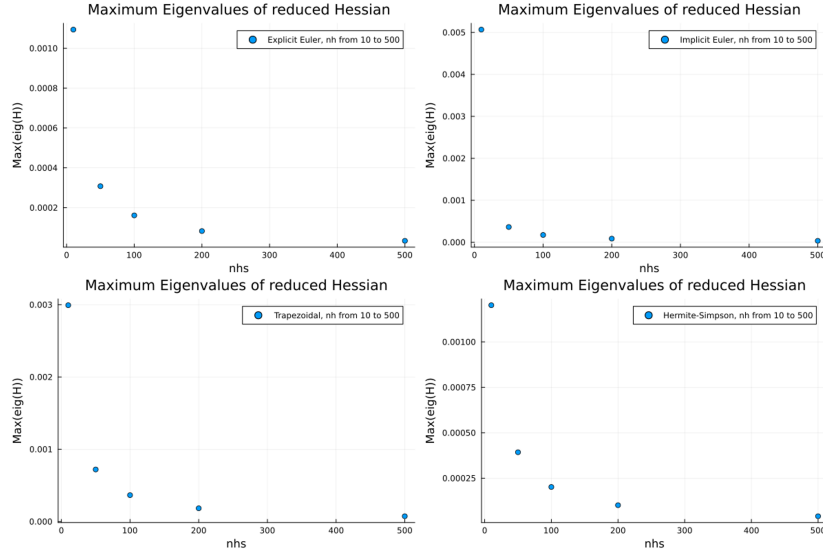 Maximum Eigenvalues of reduced Hessian
Explicit Euler, nh from 10 to 500
Max(eig(H))
0.0010
0.0008
0.0006
0.0004
0.0002
0 100 200 300 400 500
nhs
Maximum Eigenvalues of reduced Hessian
Implicit Euler, nh from 10 to 500
Max(eig(H))
0.005
0.004
0.003
0.002
0.001
0.000
0 100 200 300 400 500
nhs
Maximum Eigenvalues of reduced Hessian
Trapezoidal, nh from 10 to 500
Max(eig(H))
0.003
0.002
0.001
0.000
0 100 200 300 400 500
nhs
Maximum Eigenvalues of reduced Hessian
Hermite-Simpson, nh from 10 to 500
Max(eig(H))
0.00100
0.00075
0.00050
0.00025
0 100 200 300 400 500
nhs